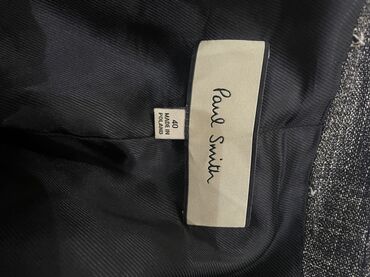 Paul Smith
40
MADE IN
POLAND